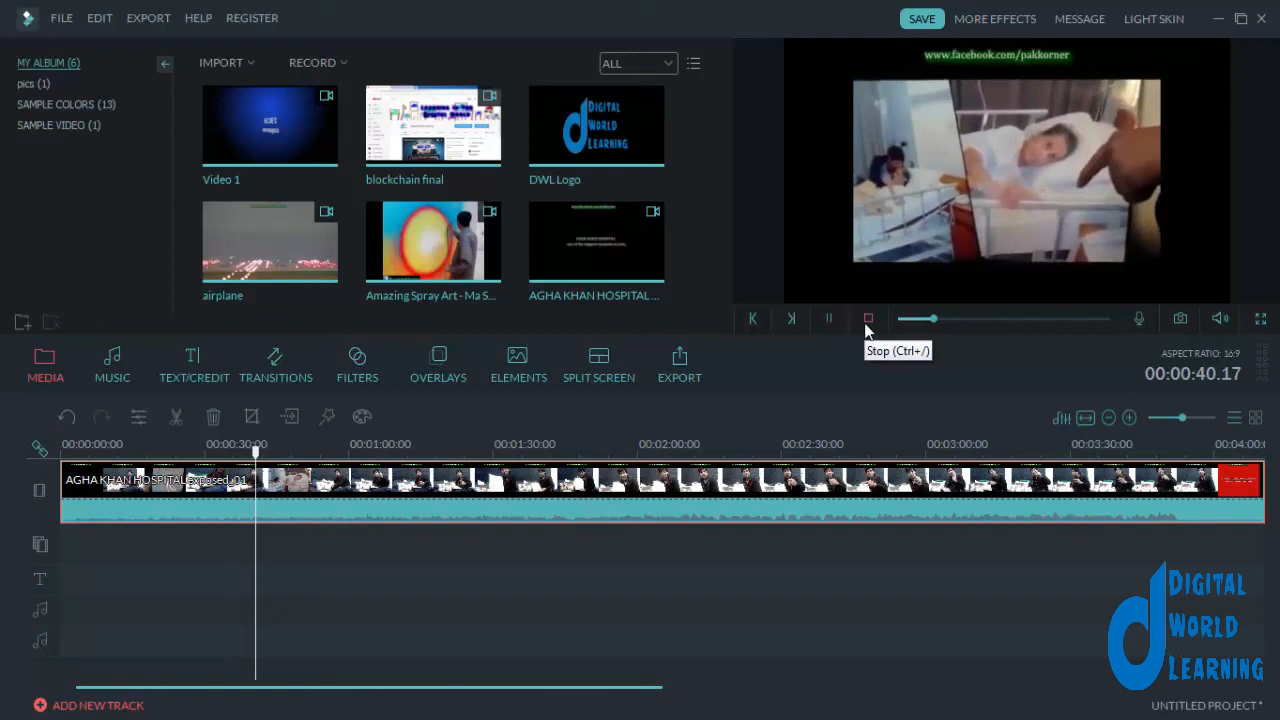 FILE EDIT EXPORT HELP REGISTER SAVE MORE EFFECTS MESSAGE LIGHT SKIN
MY ALBUM (6)
pics (1)
SAMPLE COLORS (13)
SAMPLE VIDEO (1)
IMPORT RECORD ALL
Video 1
blockchain final
DIGITAL
WORLD
LEARNING
DWL Logo
airplane
Amazing Spray Art - Ma S...
AGHA KHAN HOSPITAL ...
www.facebook.com/pakkorner
Stop (Ctrl+/)
MEDIA MUSIC TEXT/CREDIT TRANSITIONS FILTERS OVERLAYS ELEMENTS SPLIT SCREEN EXPORT
ASPECT RATIO: 16:9
00:00:40.17
00:00:00:00 00:00:30:00 00:01:00:00 00:01:30:00 00:02:00:00 00:02:30:00 00:03:00:00 00:03:30:00 00:04:00:0
AGHA KHAN HOSPITAL exposed_01
T
DIGITAL
WORLD
LEARNING
ADD NEW TRACK
UNTITLED PROJECT *